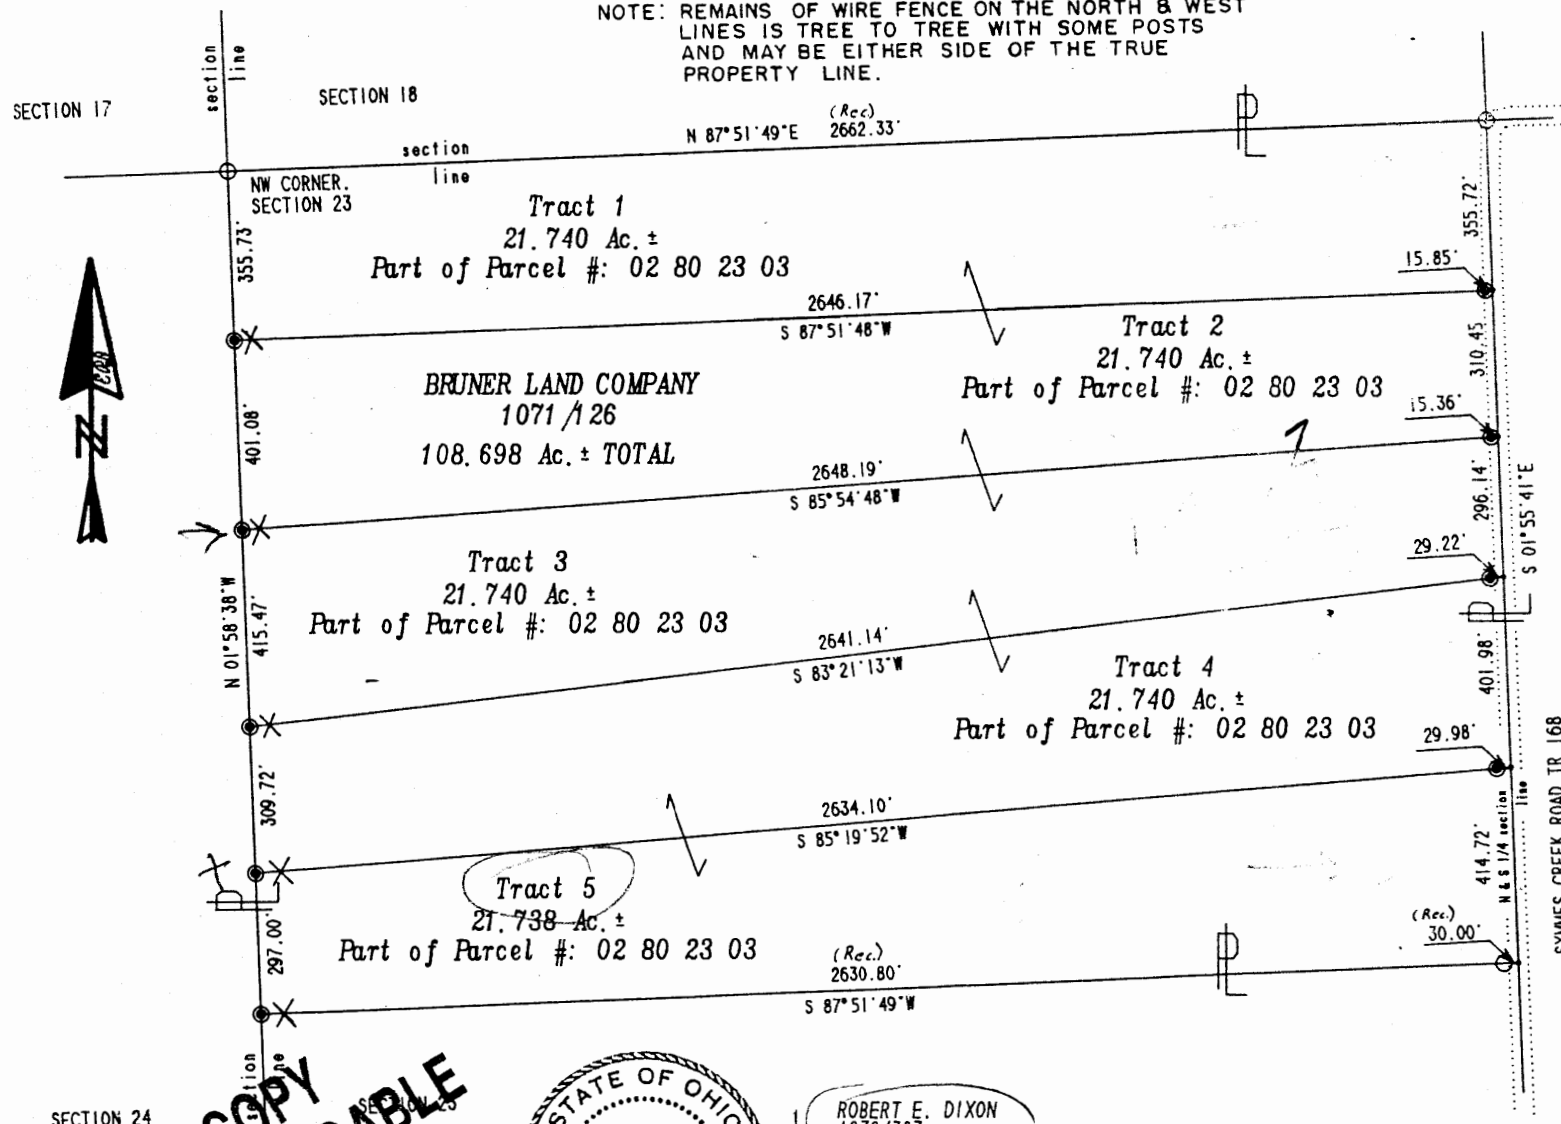 NOTE: REMAINS OF WIRE FENCE ON THE NORTH & WEST
LINES IS TREE TO TREE WITH SOME POSTS
AND MAY BE EITHER SIDE OF THE TRUE
PROPERTY LINE.
section
line
SECTION 17
SECTION 18
(Rec)
N 87°51'49"E 2662.33'
section
line
PL
NW CORNER.
SECTION 23
355.73'
Tract 1
21.740 Ac.±
Part of Parcel #: 02 80 23 03
355.72'
15.85'
2646.17'
S 87°51'48"W
Tract 2
21.740 Ac.±
Part of Parcel #: 02 80 23 03
310.45
15.36'
N
401.08'
BRUNER LAND COMPANY
1071/126
108.698 Ac.± TOTAL
2648.19'
S 85°54'48"W
296.14'
S 01°55'41"E
29.22'
N 01°58'38"W
415.47'
Tract 3
21.740 Ac.±
Part of Parcel #: 02 80 23 03
2641.14'
S 83°21'13"W
PL
Tract 4
21.740 Ac.±
Part of Parcel #: 02 80 23 03
401.98'
29.98'
309.72'
2634.10'
S 85°19'52"W
414.72'
N & S 1/4 section
line
CREEK ROAD TR 168
PL
297.00'
Tract 5
21.738 Ac.±
Part of Parcel #: 02 80 23 03
(Rec.)
2630.80'
S 87°51'49"W
PL
(Rec.)
30.00'
SECTION 24
COPY
STATE OF OHIO
ROBERT E. DIXON